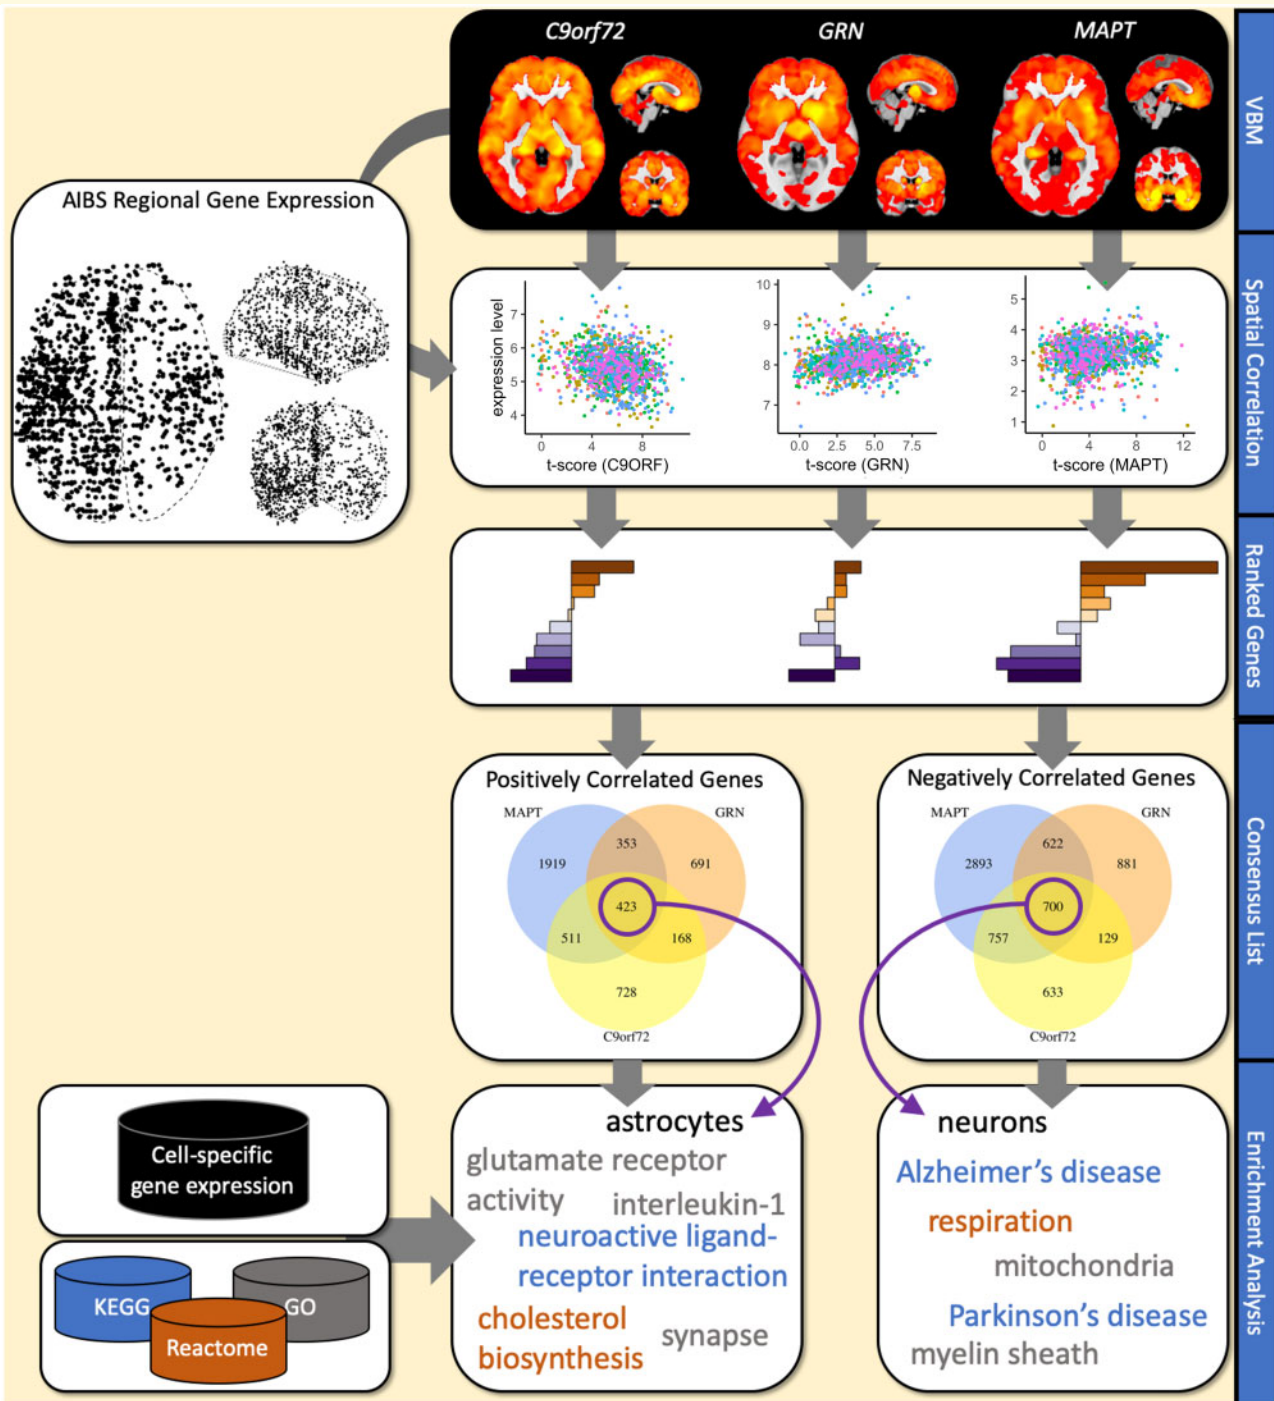 C9orf72
GRN
MAPT
VBM
AIBS Regional Gene Expression
expression level
7
6
5
4
0
4
8
t-score (C9ORF)
10
9
8
7
0.0
2.5
5.0
7.5
t-score (GRN)
5
4
3
2
1
0
4
8
12
t-score (MAPT)
Spatial Correlation
Ranked Genes
Positively Correlated Genes
MAPT
GRN
353
1919
691
423
511
168
728
C9orf72
Negatively Correlated Genes
MAPT
GRN
622
2893
881
700
757
129
633
C9orf72
Consensus List
Cell-specific
gene expression
KEGG
GO
Reactome
astrocytes
glutamate receptor
activity
interleukin-1
neuroactive ligand-
receptor interaction
cholesterol
biosynthesis
synapse
neurons
Alzheimer's disease
respiration
mitochondria
Parkinson's disease
myelin sheath
Enrichment Analysis